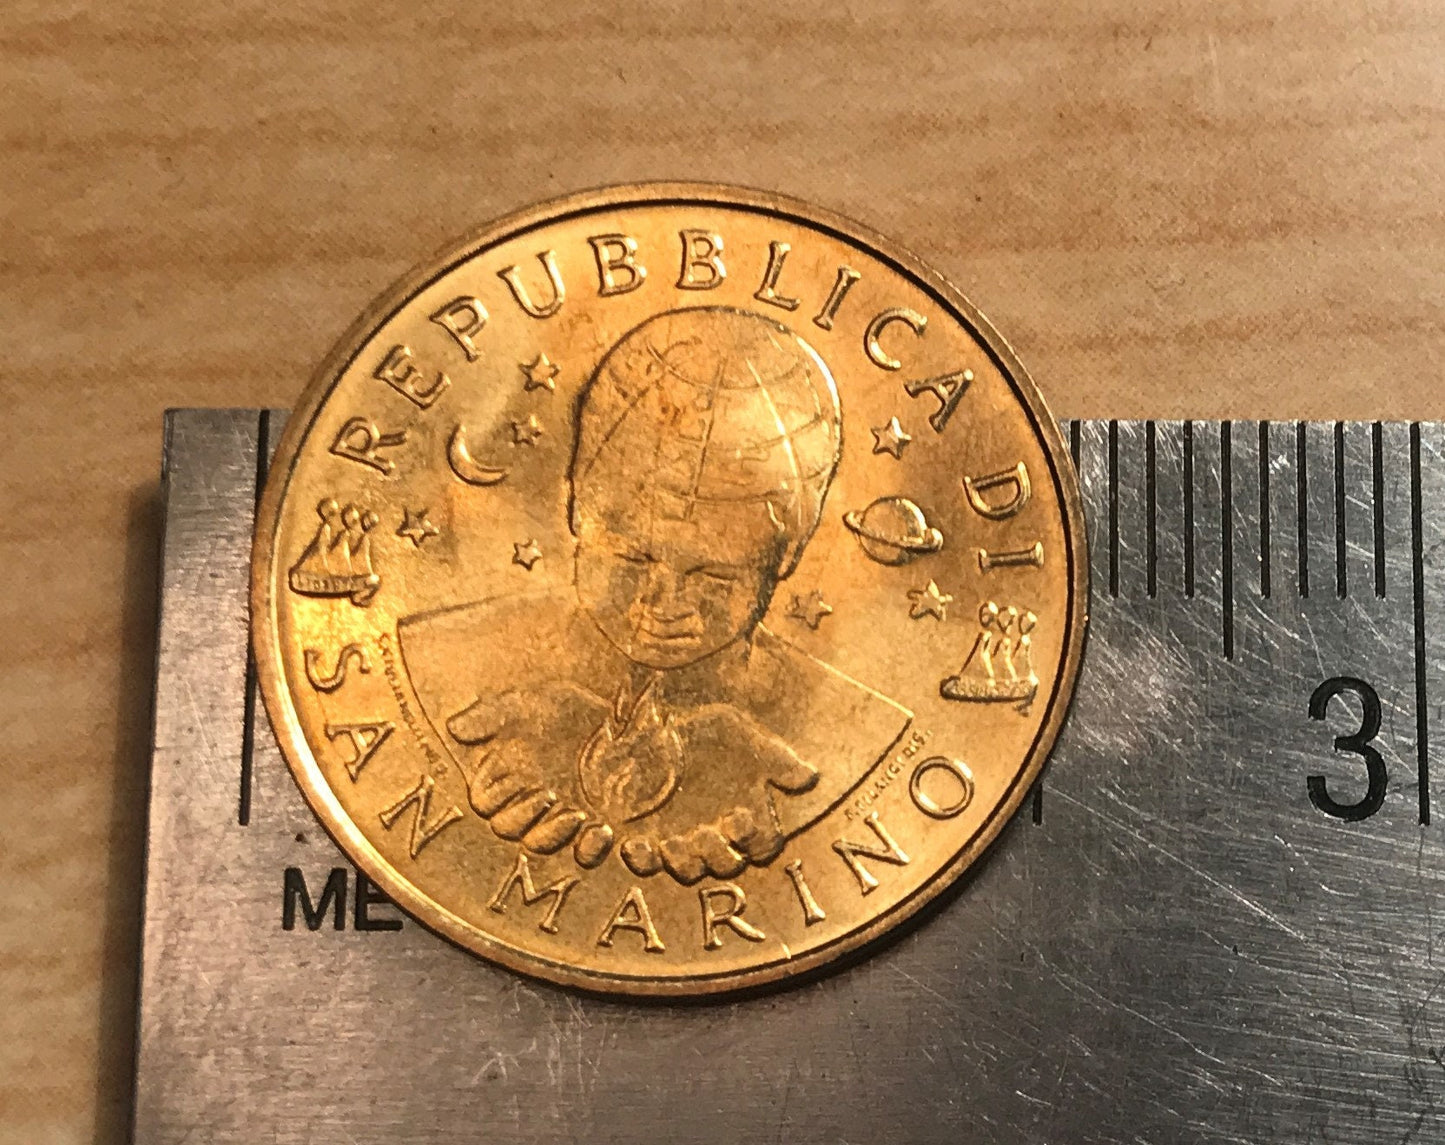 REPUBBLICA DI
SAN MARINO
ME
3